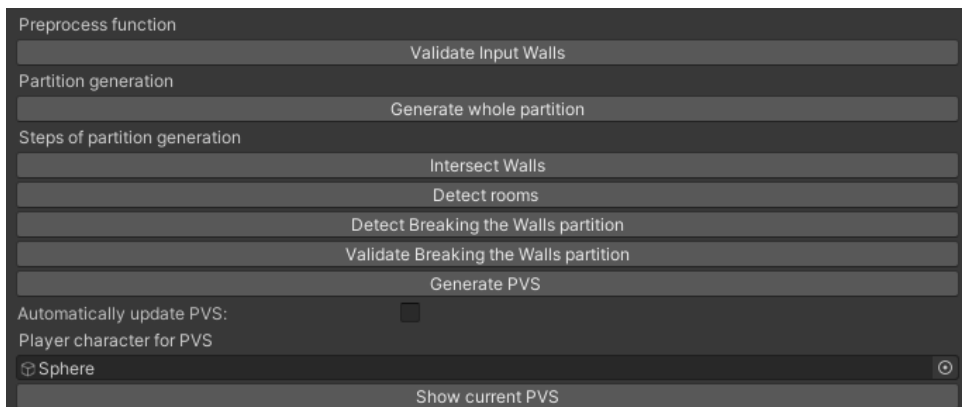 Preprocess function
Validate Input Walls
Partition generation
Generate whole partition
Steps of partition generation
Intersect Walls
Detect rooms
Detect Breaking the Walls partition
Validate Breaking the Walls partition
Generate PVS
Automatically update PVS:
Player character for PVS
Sphere
Show current PVS